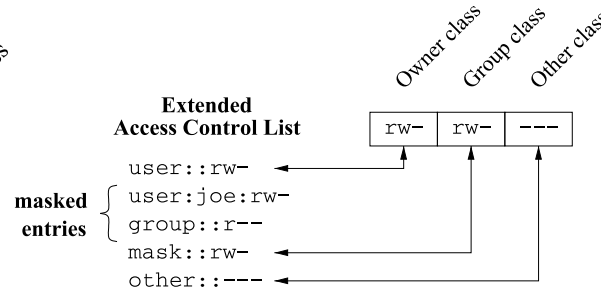 Owner class
Group class
Other class
Extended
Access Control List
rw-
rw-
---
user::rw-
user:joe:rw-
masked
entries
group::r--
mask::rw-
other::---